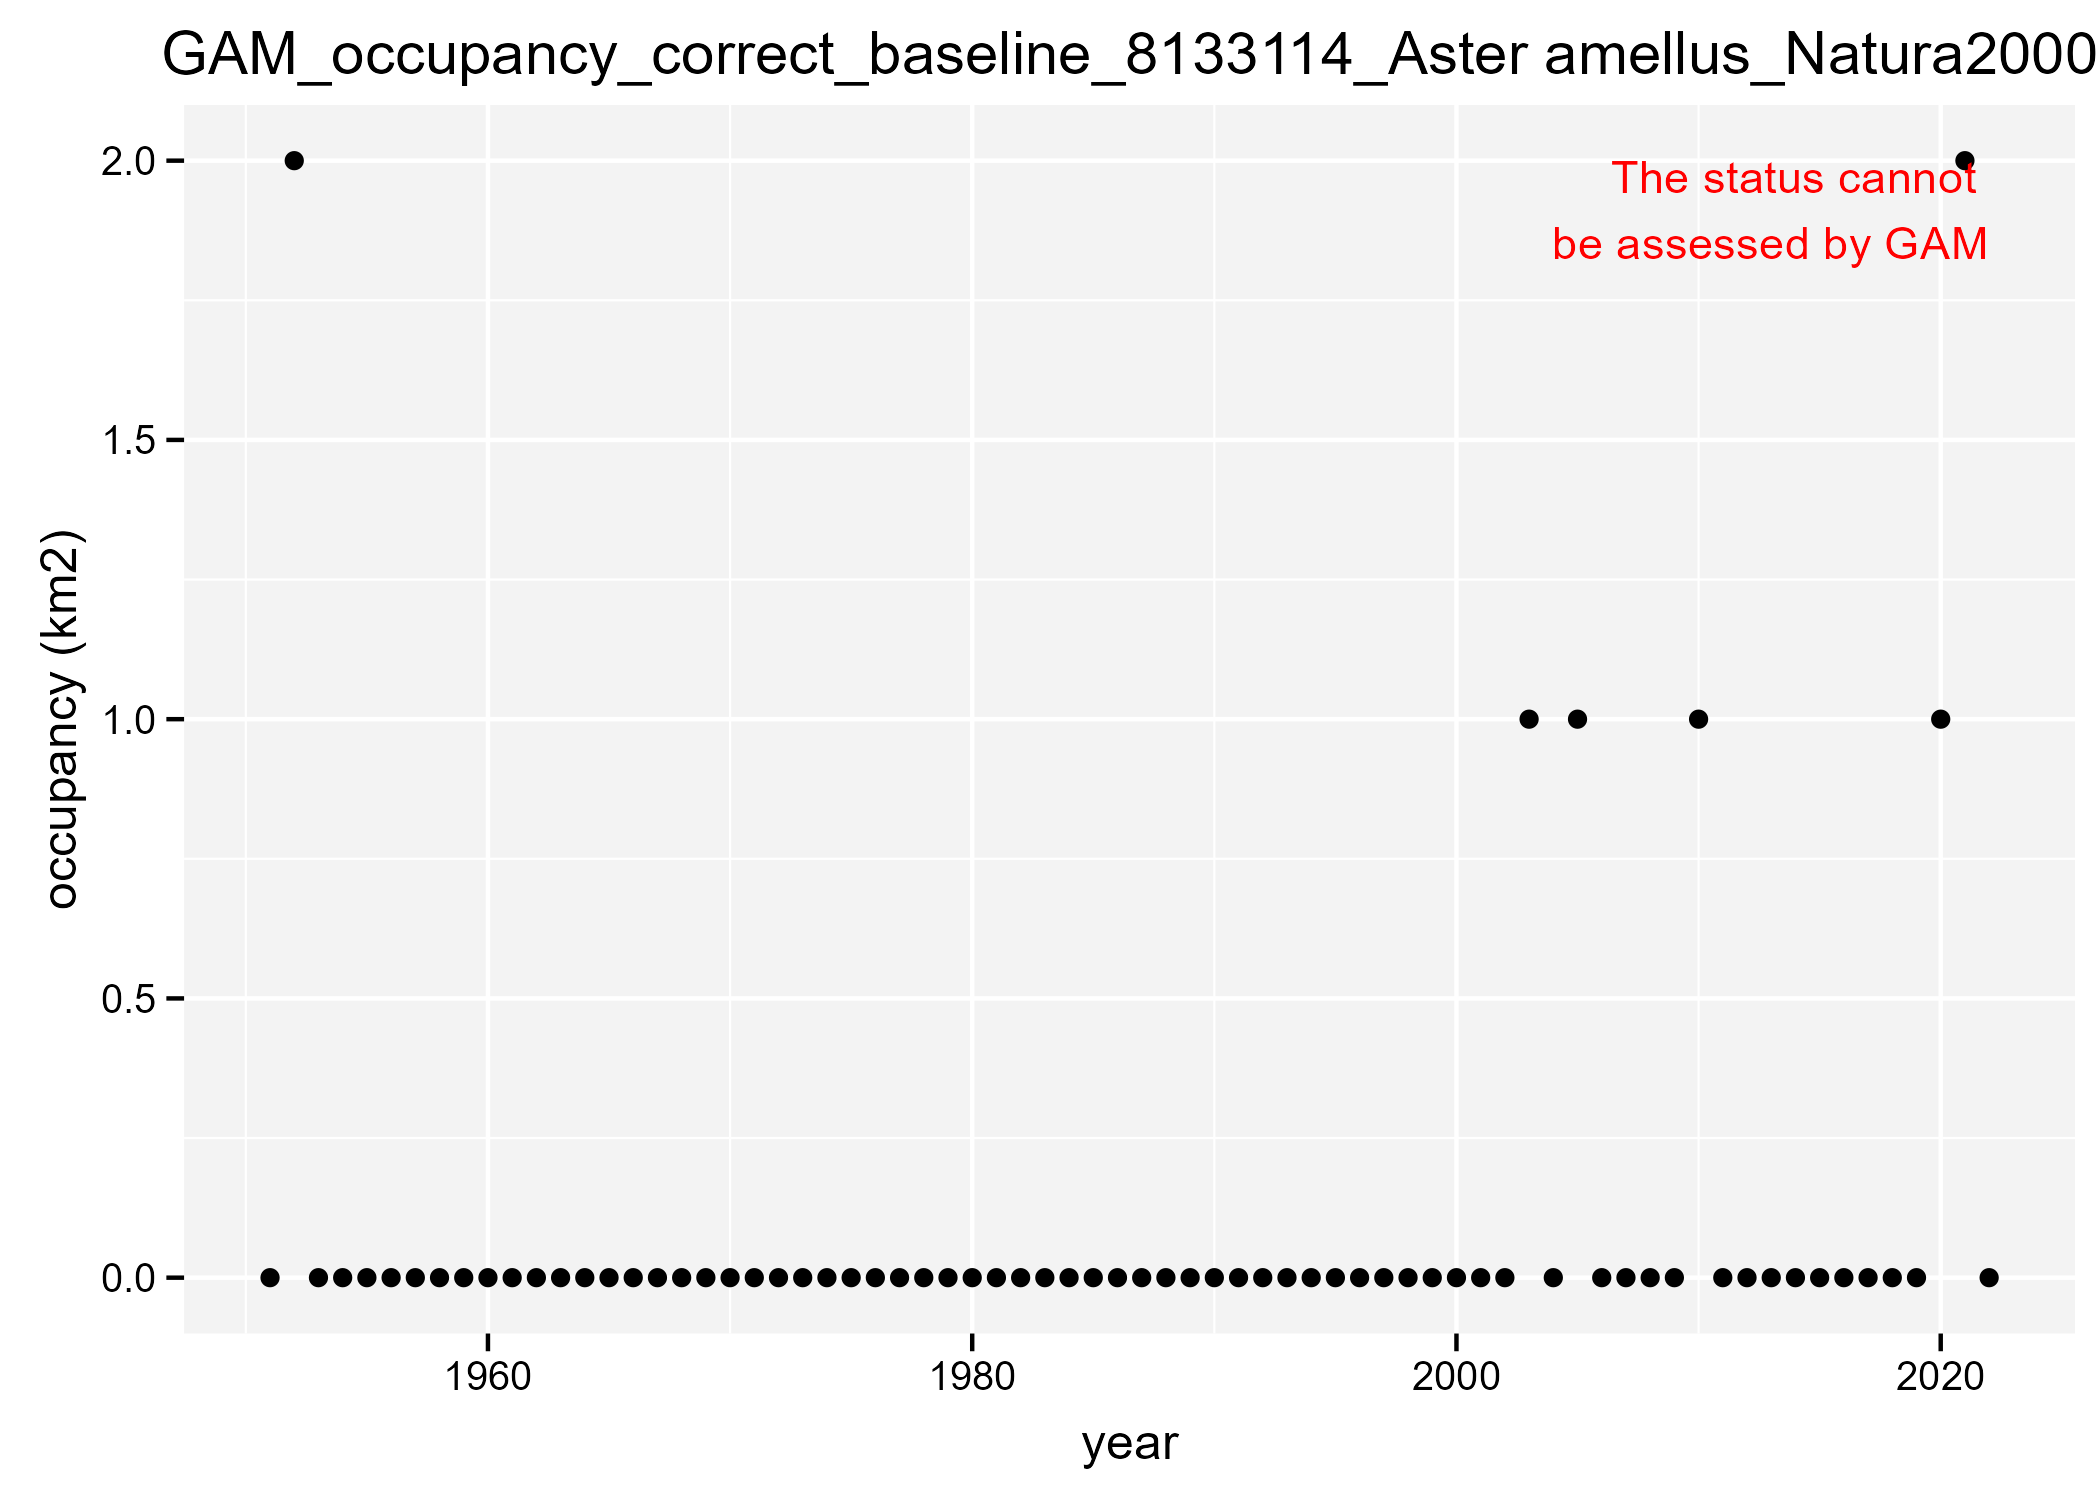 GAM_occupancy_correct_baseline_8133114_Aster amellus_Natura2000
2.0
The status cannot
be assessed by GAM
1.5
occupancy (km2)
1.0
0.5
0.0
1960 1980 2000 2020
year